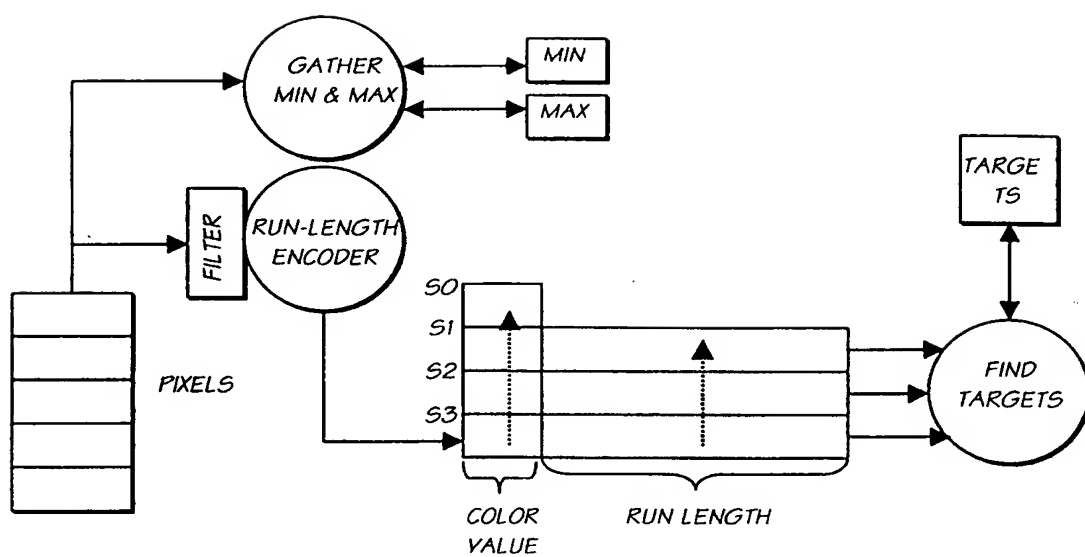 GATHER
MIN & MAX
MIN
MAX
FILTER
RUN-LENGTH
ENCODER
TARGE
TS
PIXELS
S0
S1
S2
S3
FIND
TARGETS
COLOR
VALUE
RUN LENGTH